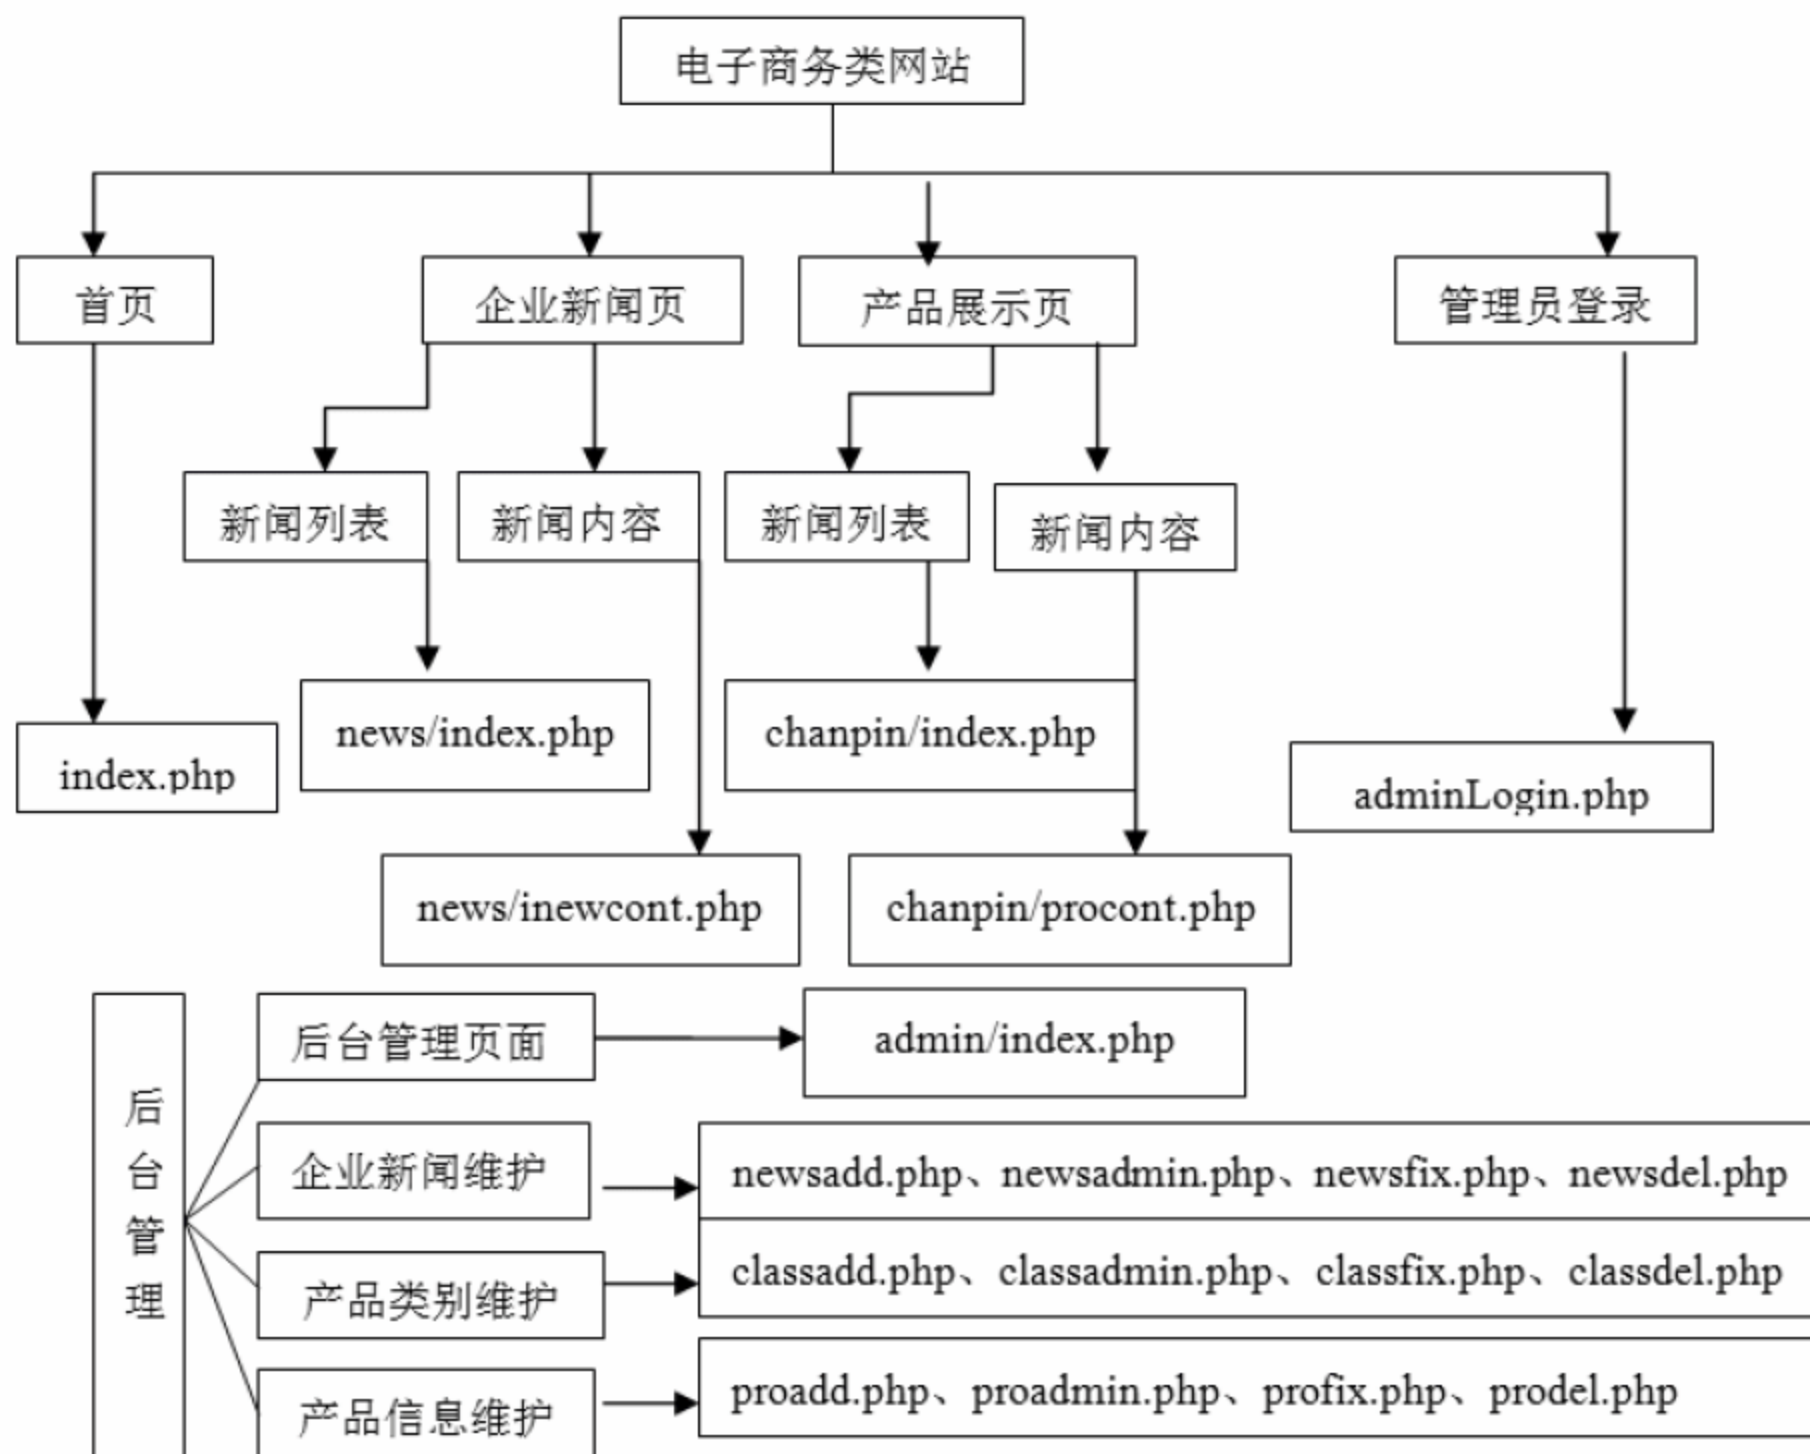 电子商务类网站
首页
企业新闻页
产品展示页
管理员登录
新闻列表
新闻内容
新闻列表
新闻内容
news/index.php
chanpin/index.php
index.php
adminLogin.php
news/inewcont.php
chanpin/procont.php
后台管理
后台管理页面
admin/index.php
企业新闻维护
newsadd.php、newsadmin.php、newsfix.php、newsdel.php
产品类别维护
classadd.php、classadmin.php、classfix.php、classdel.php
产品信息维护
proadd.php、proadmin.php、profix.php、prodel.php